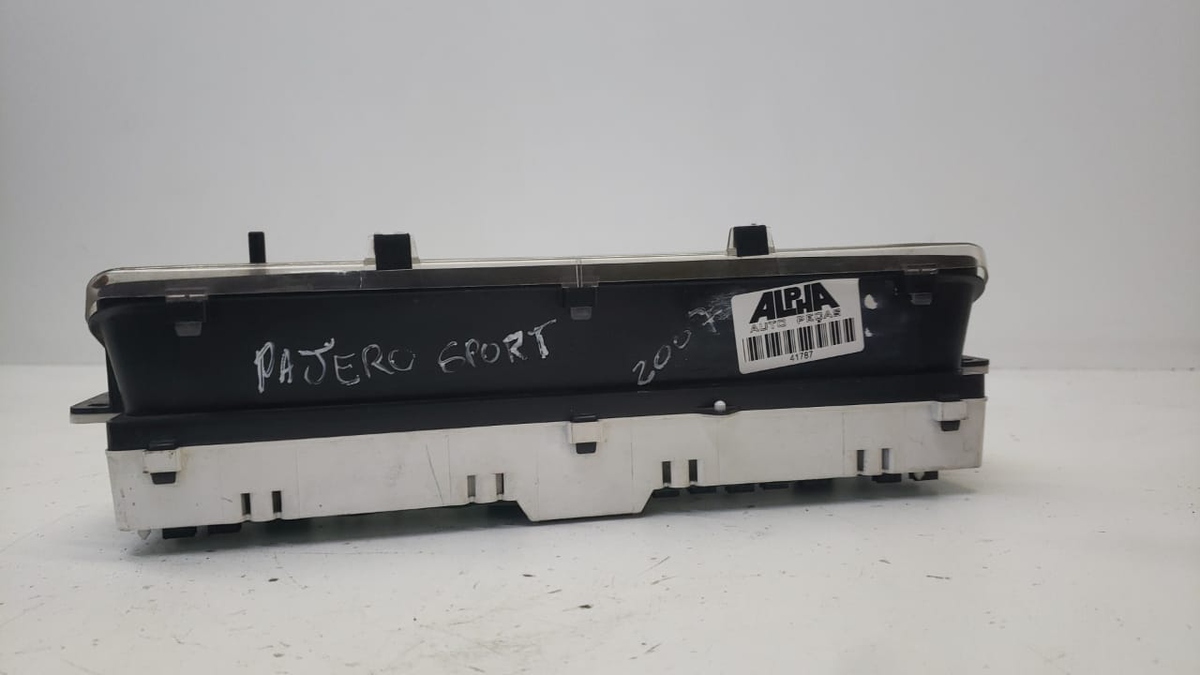 PAJERO SPORT
2007
ALPHA
AUTO PEÇAS
41787